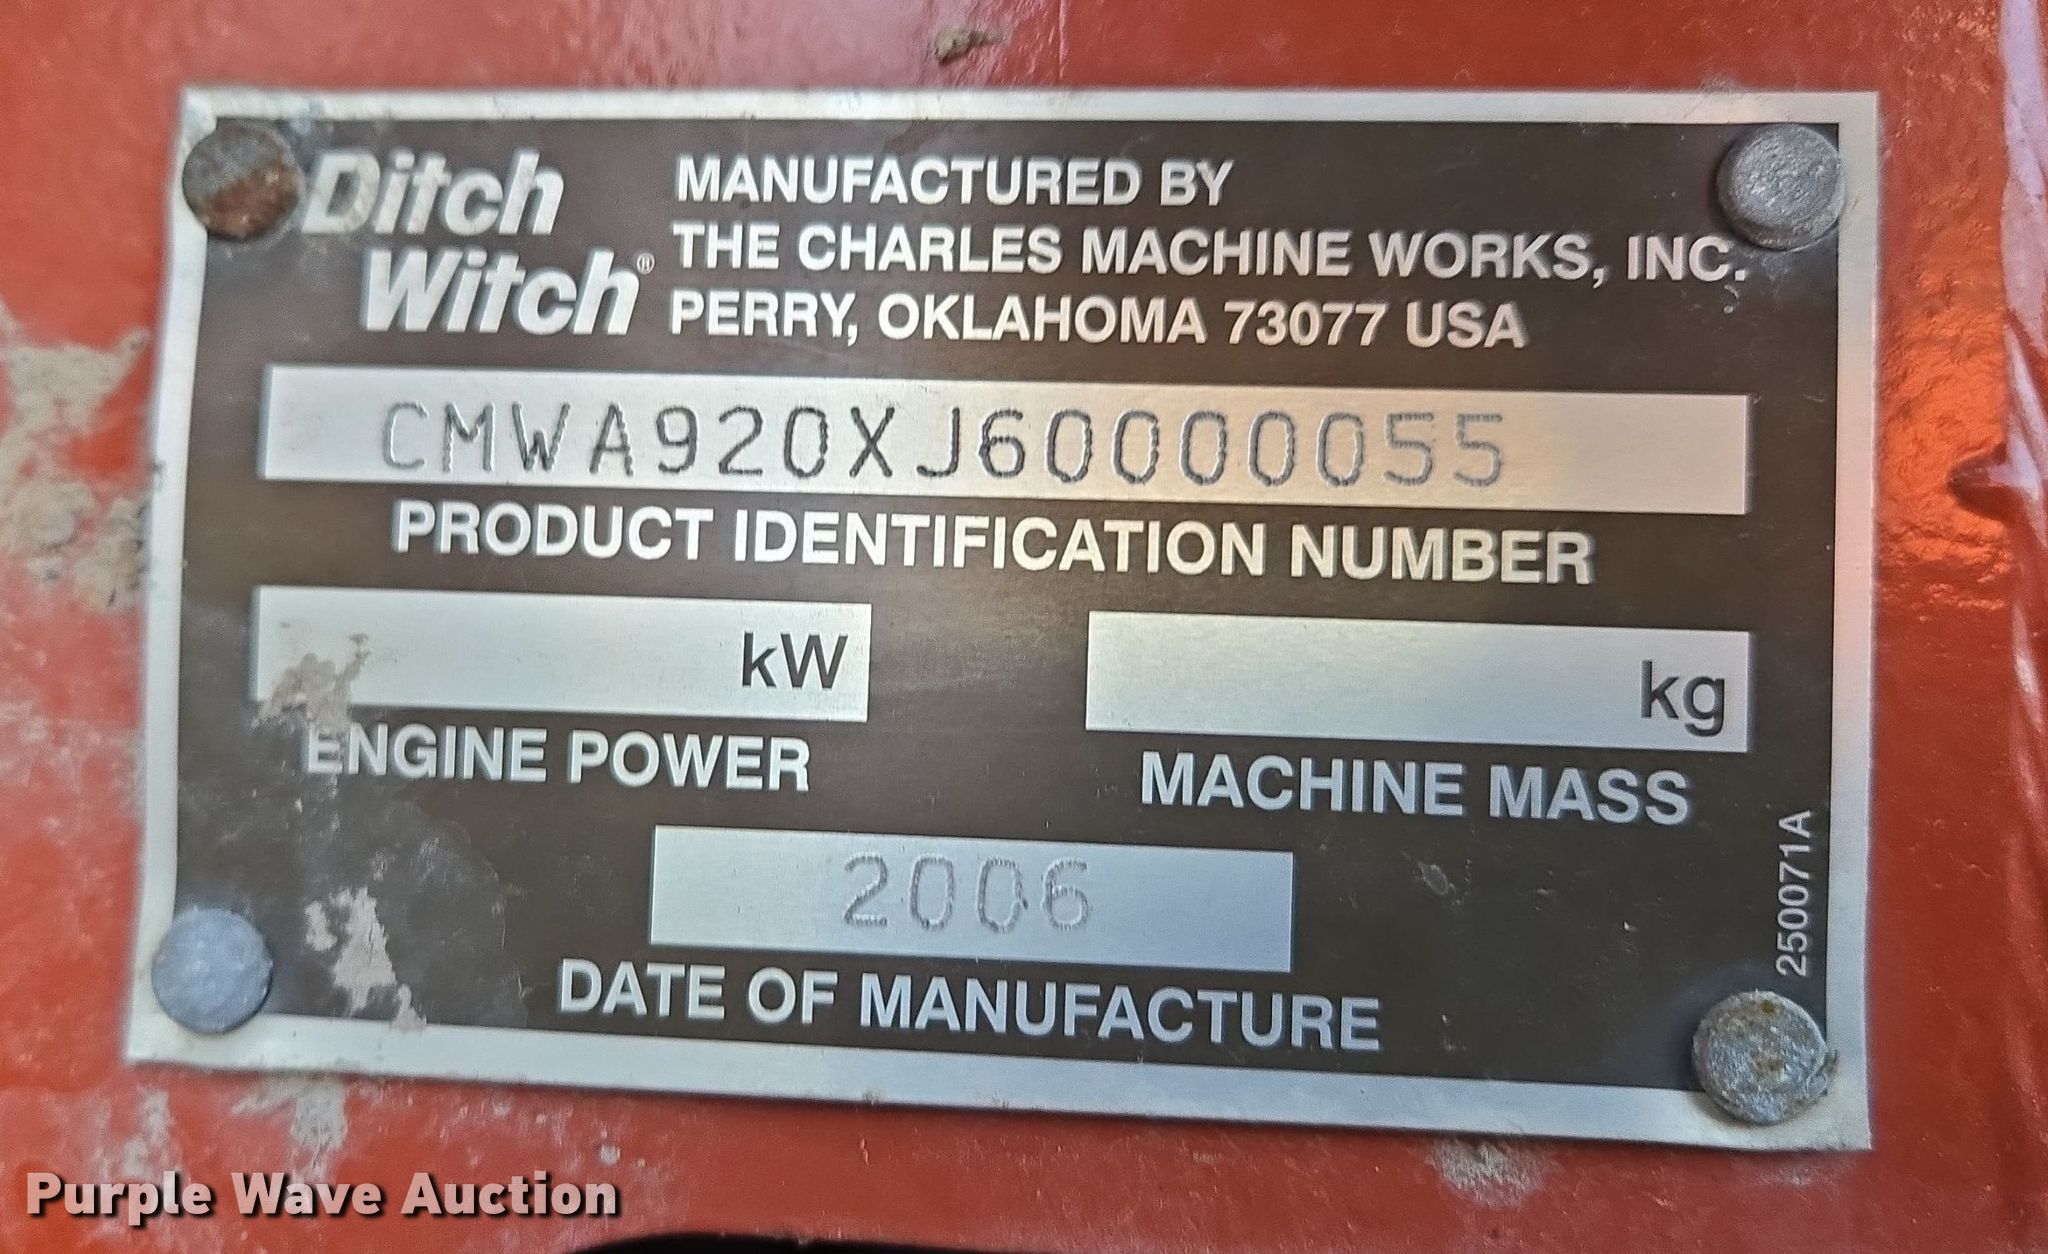 Ditch Witch®
MANUFACTURED BY
THE CHARLES MACHINE WORKS, INC.
PERRY, OKLAHOMA 73077 USA
CMWA920XJ60000055
PRODUCT IDENTIFICATION NUMBER
kW
kg
ENGINE POWER
MACHINE MASS
2006
DATE OF MANUFACTURE
250071A
Purple Wave Auction